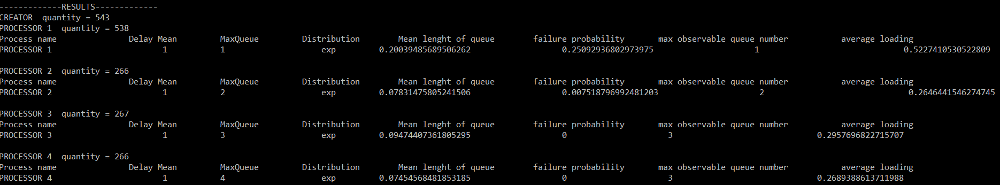 -------------RESULTS-------------
CREATOR  quantity = 543
PROCESSOR 1  quantity = 538
Process name               Delay Mean         MaxQueue         Distribution        Mean lenght of queue        failure probability       max observable queue number           average loading
PROCESSOR 1                       1           1                    exp         0.20039485689506262                   0.25092936802973975                     1                              0.5227410530522809

PROCESSOR 2  quantity = 266
Process name               Delay Mean         MaxQueue         Distribution        Mean lenght of queue        failure probability       max observable queue number           average loading
PROCESSOR 2                       1           2                    exp         0.07831475805241506                   0.007518796992481203                     2                              0.2646441546274745

PROCESSOR 3  quantity = 267
Process name               Delay Mean         MaxQueue         Distribution        Mean lenght of queue        failure probability       max observable queue number           average loading
PROCESSOR 3                       1           3                    exp         0.09474407361805295                   0                     3                              0.2957696822715707

PROCESSOR 4  quantity = 266
Process name               Delay Mean         MaxQueue         Distribution        Mean lenght of queue        failure probability       max observable queue number           average loading
PROCESSOR 4                       1           4                    exp         0.07454568481853185                   0                     3                              0.2689388613711988